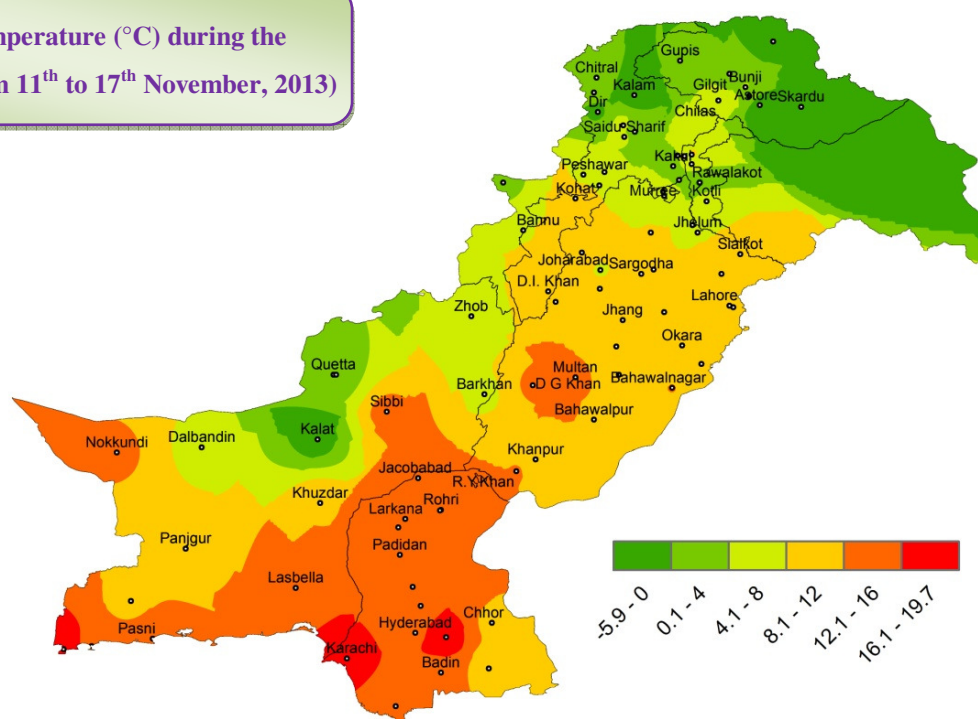 mperature (°C) during the
m 11th to 17th November, 2013)
Gupis
Chitral
Bunji
Kalam
Gilgit
Astore Skardu
Dir
Chilas
Saidu Sharif
Peshawar
Rawalakot
Kohat
Kotli
Bannu
Jhelum
Sialkot
Joharabad Sargodha
D.I. Khan
Zhob
Lahore
Jhang
Okara
Quetta
Multan
Barkhan
D G Khan
Bahawalnagar
Sibbi
Bahawalpur
Kalat
Dalbandin
Nokkundi
Khanpur
Jacobabad
R.Y.Khan
Khuzdar
Rohri
Larkana
Panjgur
Padidan
Lasbella
Chhor
Hyderabad
Pasni
Karachi
Badin
-5.9 - 0
0.1 - 4
4.1 - 8
8.1 - 12
12.1 - 16
16.1 - 19.7